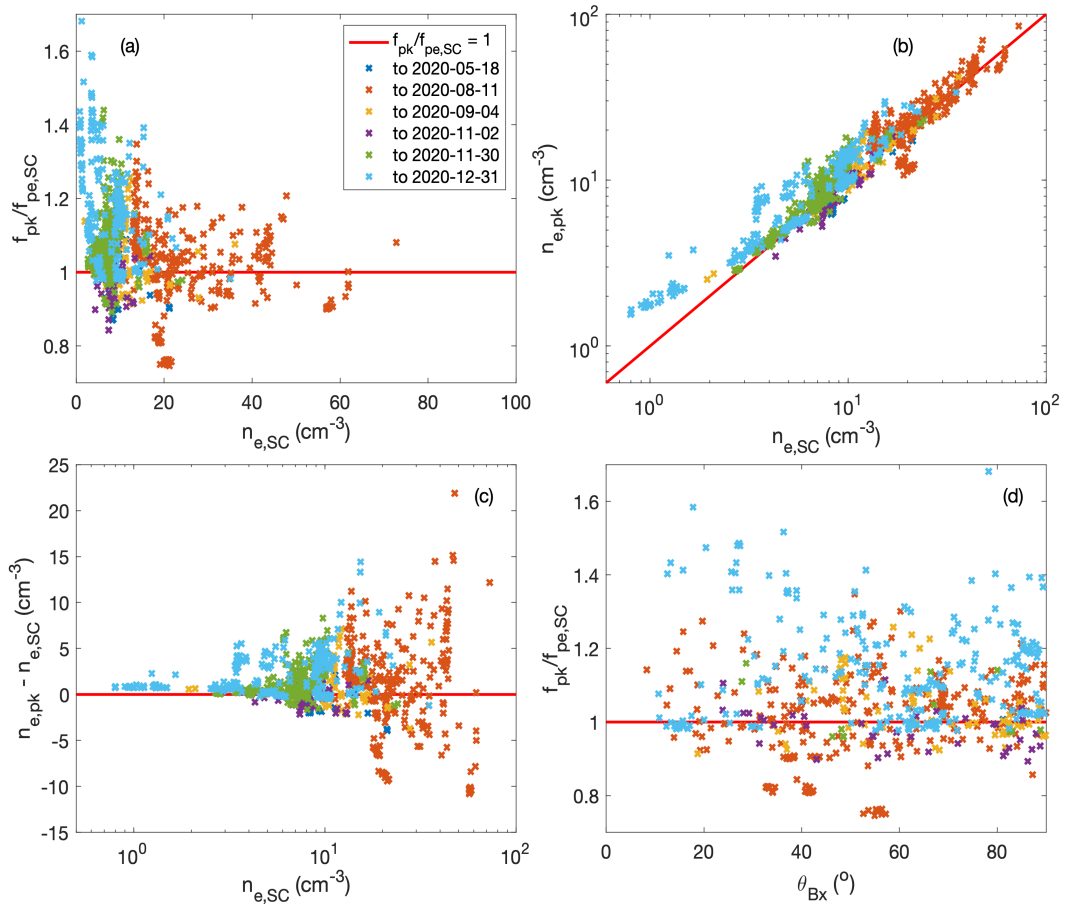 (a)
f_pk/f_pe,SC = 1
to 2020-05-18
to 2020-08-11
to 2020-09-04
to 2020-11-02
to 2020-11-30
to 2020-12-31
1.6
1.4
1.2
1
0.8
f_pk/f_pe,SC
0 20 40 60 80 100
n_e,SC (cm^-3)
(b)
10^2
10^1
10^0
n_e,pk (cm^-3)
10^0 10^1 10^2
n_e,SC (cm^-3)
(c)
25
20
15
10
5
0
-5
-10
-15
n_e,pk - n_e,SC (cm^-3)
10^0 10^1 10^2
n_e,SC (cm^-3)
(d)
1.6
1.4
1.2
1
0.8
f_pk/f_pe,SC
0 20 40 60 80
θ_Bx (^o)